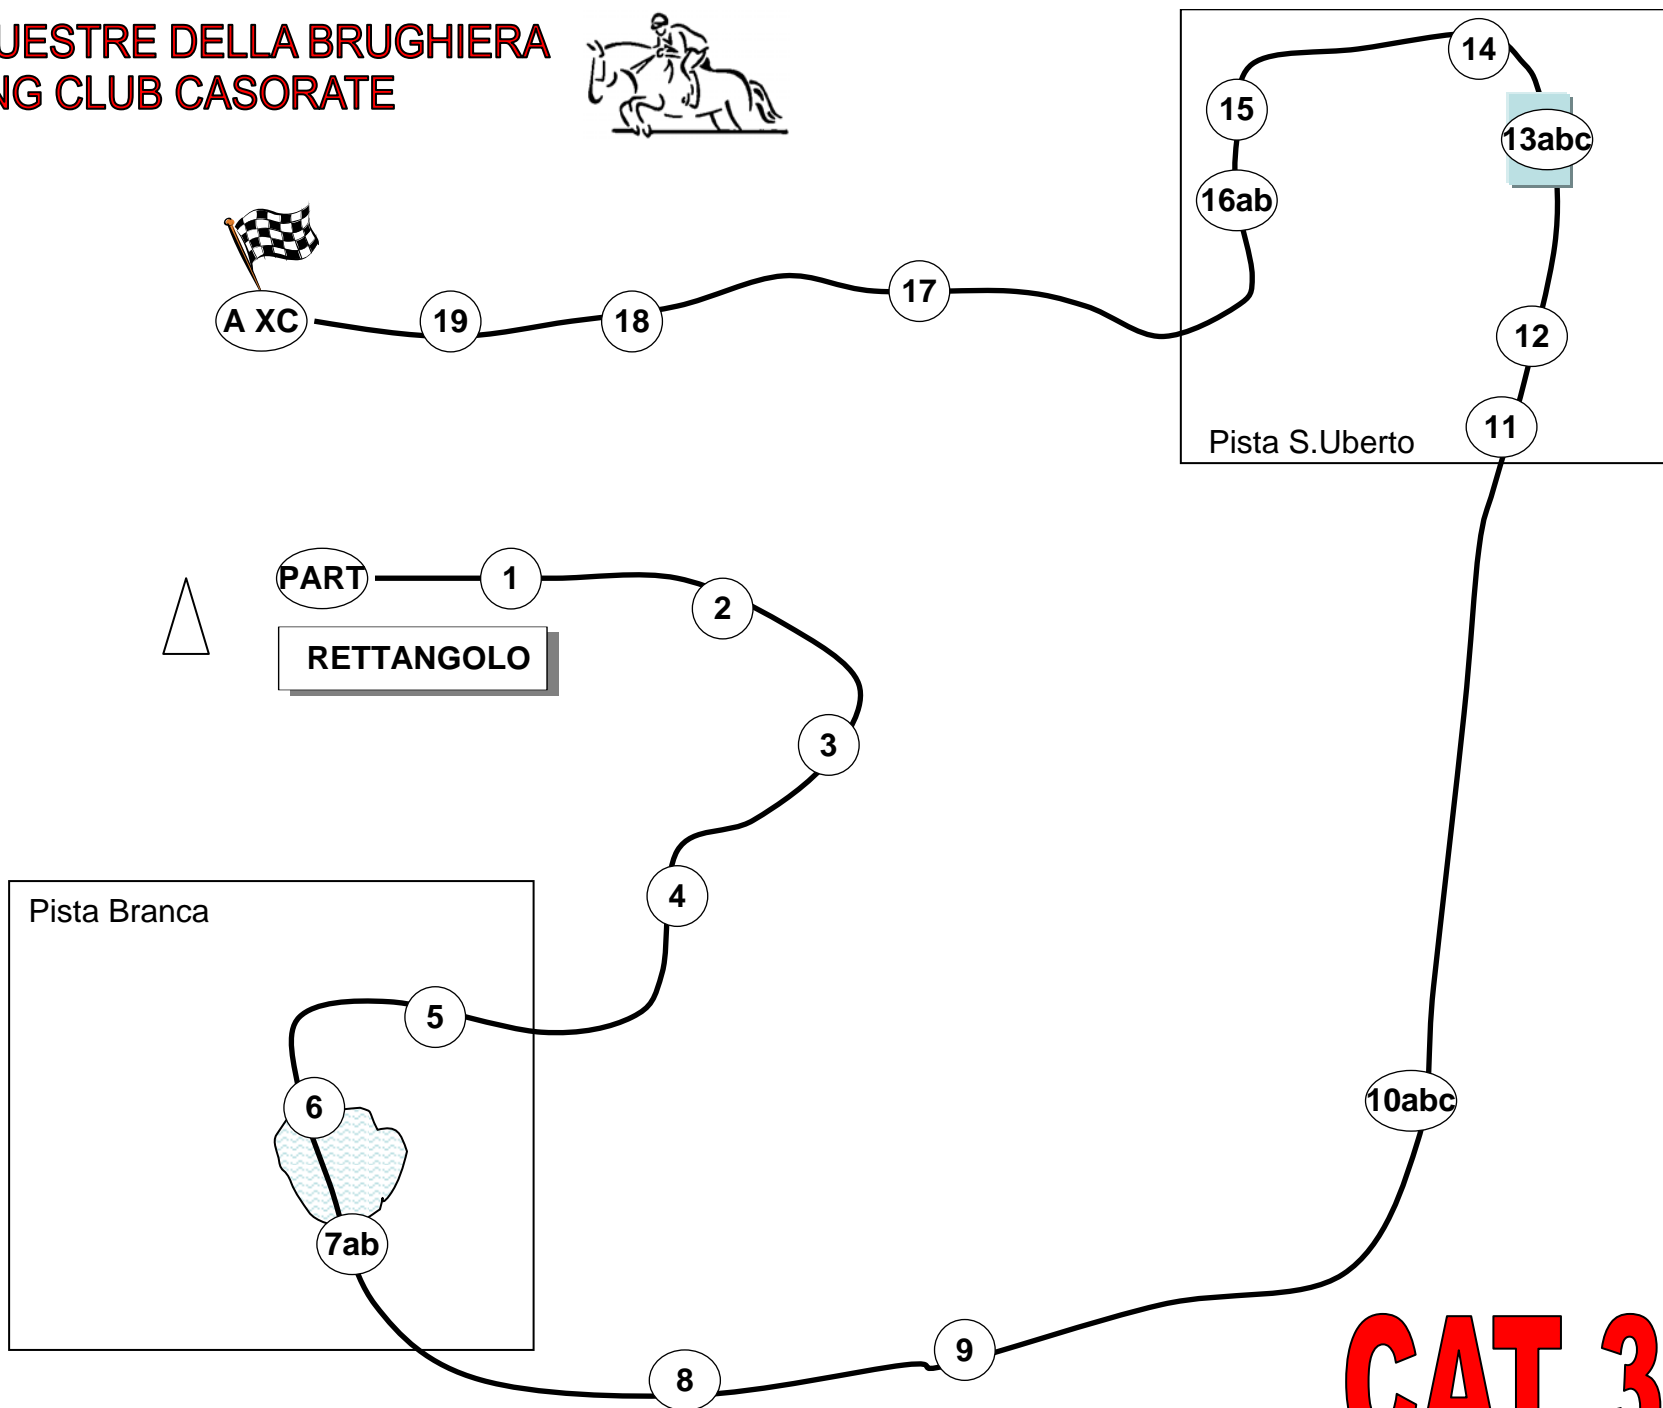 UESTRE DELLA BRUGHIERA
NG CLUB CASORATE
14
15
13abc
16ab
17
A XC
19
18
12
11
Pista S.Uberto
PART
1
2
RETTANGOLO
3
4
Pista Branca
5
6
10abc
7ab
9
8
CAT 3